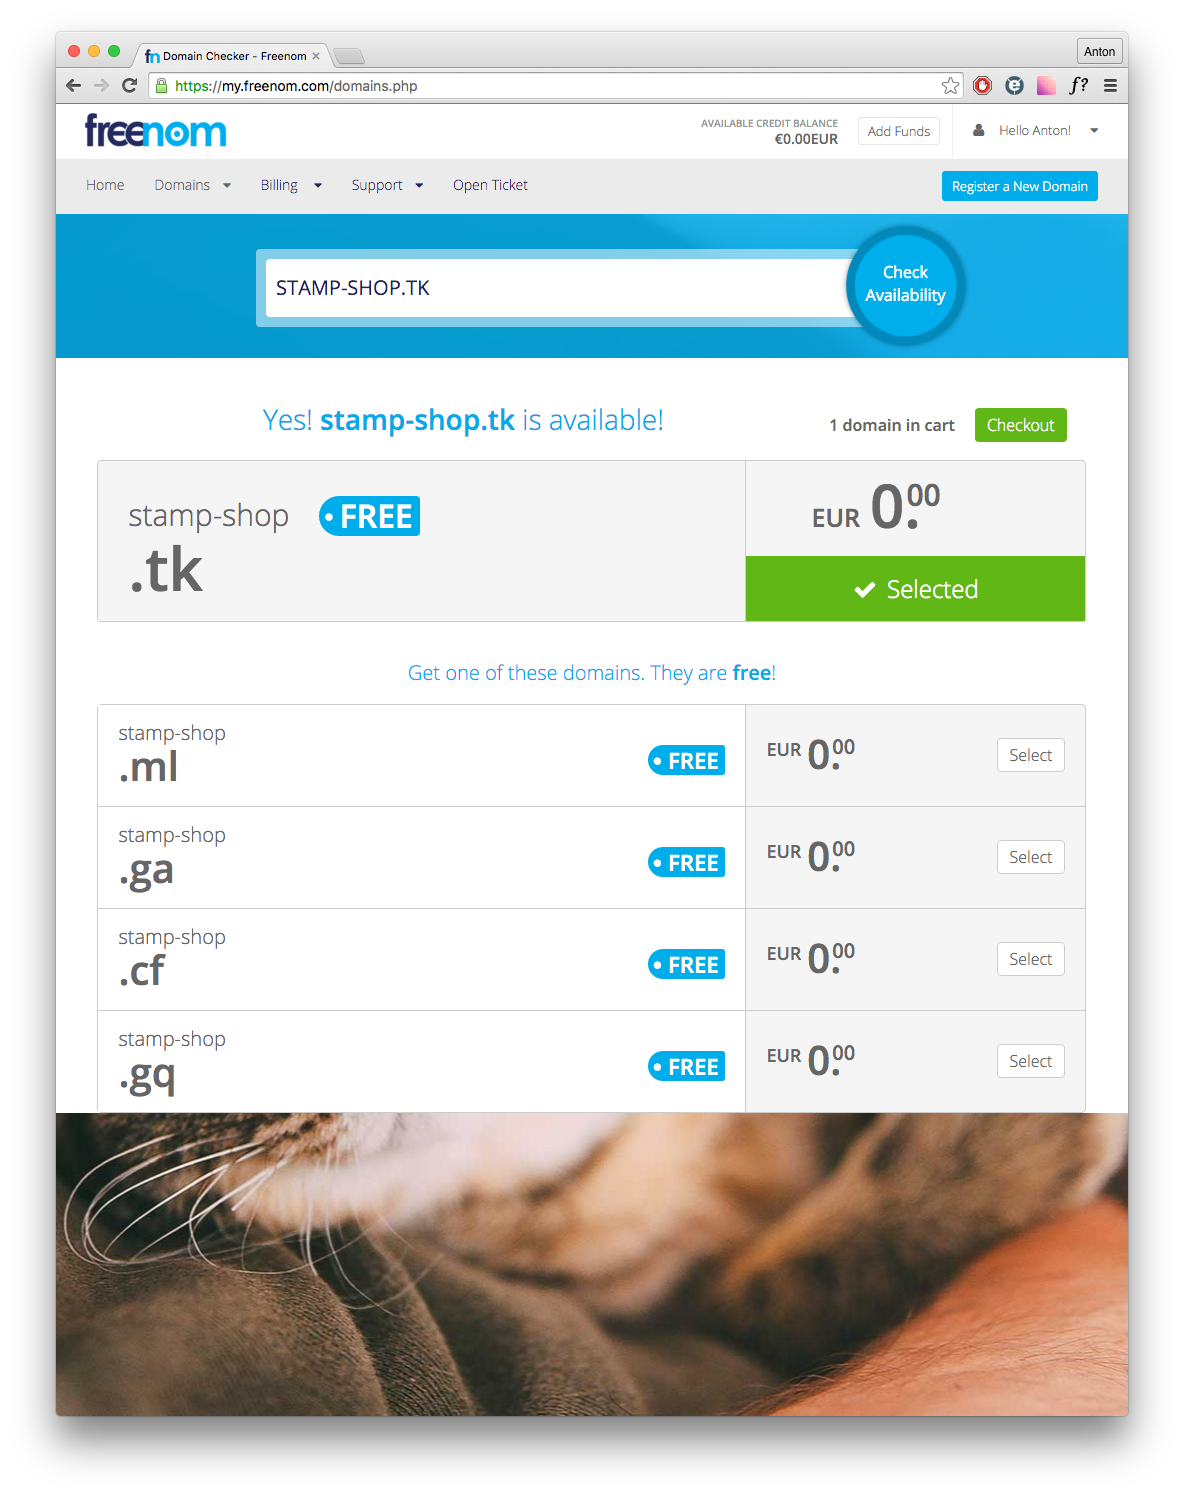 Domain Checker - Freenom
Anton
https://my.freenom.com/domains.php
f?
freenom
AVAILABLE CREDIT BALANCE
€0.00EUR
Add Funds
Hello Anton!
Home Domains Billing Support Open Ticket
Register a New Domain
STAMP-SHOP.TK
Check
Availability
Yes! stamp-shop.tk is available!
1 domain in cart
Checkout
stamp-shop
.tk
FREE
EUR 0.00
Selected
Get one of these domains. They are free!
stamp-shop
.ml
FREE
EUR 0.00
Select
stamp-shop
.ga
FREE
EUR 0.00
Select
stamp-shop
.cf
FREE
EUR 0.00
Select
stamp-shop
.gq
FREE
EUR 0.00
Select